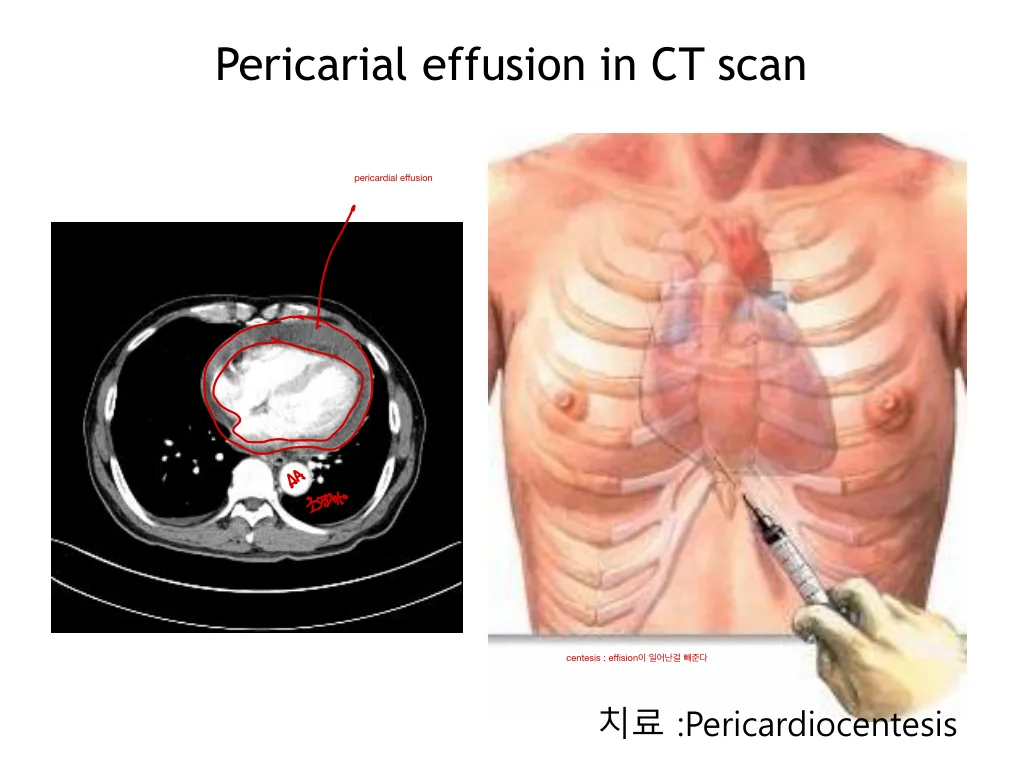 Pericarial effusion in CT scan
pericardial effusion
AA
centesis : effision이 일어난걸 빼준다
치료 :Pericardiocentesis